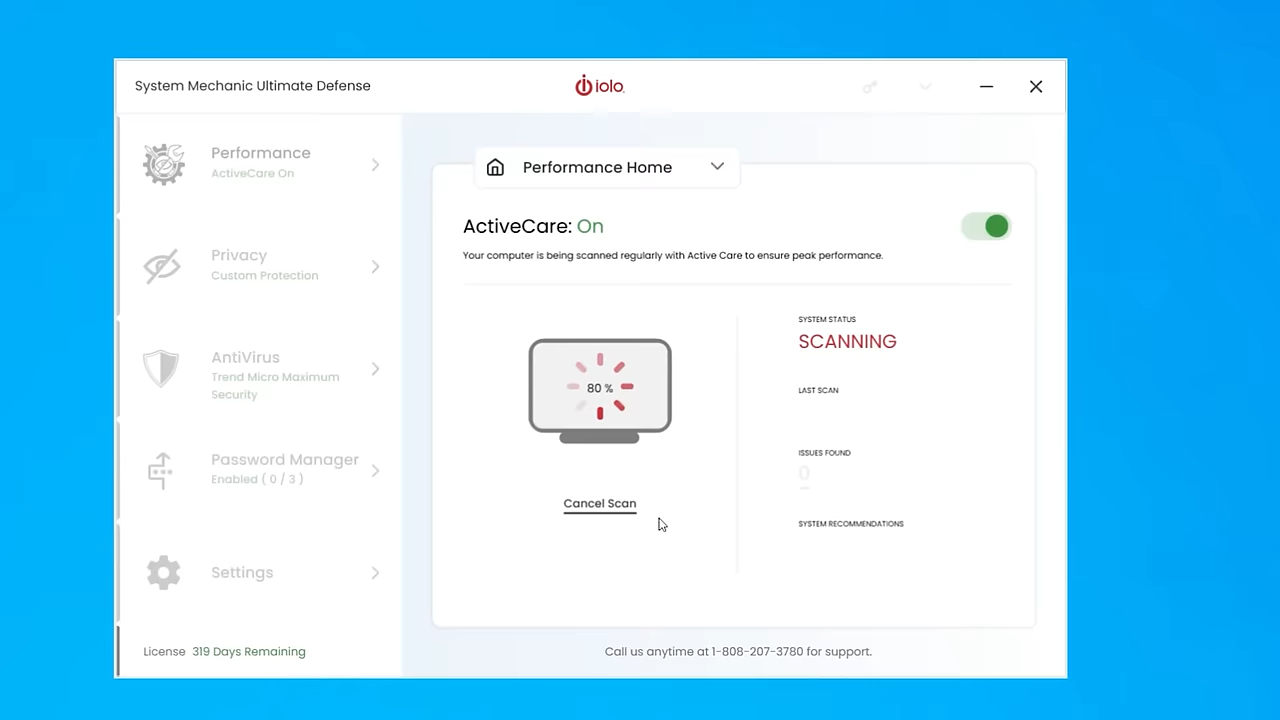 System Mechanic Ultimate Defense
iolo
Performance
ActiveCare On
Privacy
Custom Protection
AntiVirus
Trend Micro Maximum
Security
Password Manager
Enabled ( 0 / 3 )
Settings
License 319 Days Remaining
Performance Home
ActiveCare: On
Your computer is being scanned regularly with Active Care to ensure peak performance.
80 %
Cancel Scan
SYSTEM STATUS
SCANNING
LAST SCAN
ISSUES FOUND
0
SYSTEM RECOMMENDATIONS
Call us anytime at 1-808-207-3780 for support.